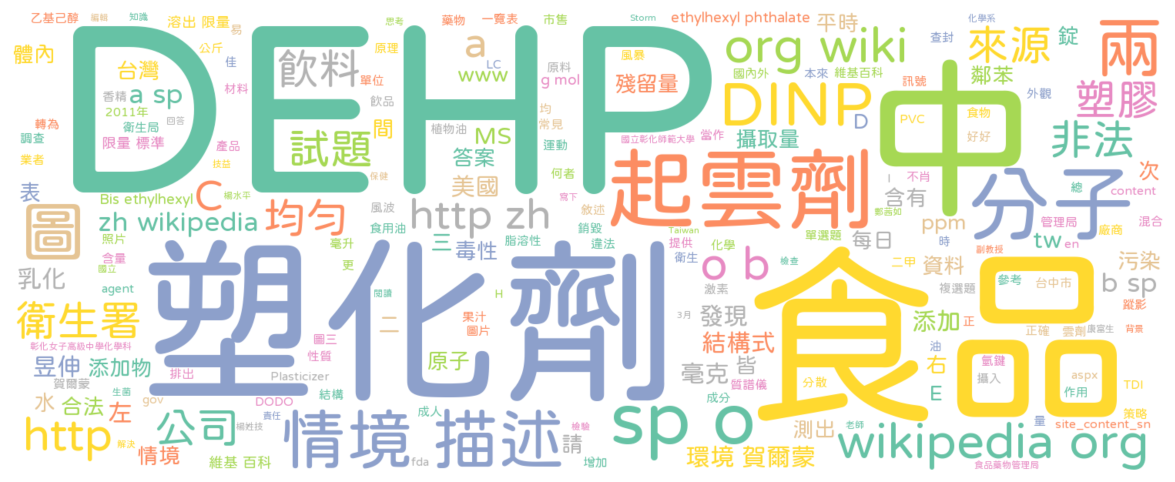 乙基己醇 編輯 知識 溶出 限量 易 藥物 一覽表 市售 思考 Storm ethylhexyl phthalate 平時 化學系 來源 錠 兩
體內 公斤 原理 a LC 原料 風暴 org wiki 查封 鄰苯
DEHP 飲料 www g mol 國內外 本來 維基百科 訊號 外觀 塑膠
台灣 佳 單位 殘留量 DINP 中 食物
香精 a sp 材料 飲品 均 PVC
2011年 回答 間 植物油 MS 常見 D 好好 非法
轉為 衛生局 試題 運動 國立彰化師範大學 當作 攝取量
調查 限量 標準 產品 答案
業者 技益 保健 美國 何者 起雲劑 I 不肖 總 次
表 Bis ethylhexyl C 楊水平 寫下 含有 分子 content
圖 zh wikipedia 均勻 風波 http zh 敘述 鄭茜如 ppm 管理局 廠商 混合
照片 毫升 食用油 三 脂溶性 銷毀 Taiwan 單選題 每日 時 tw en
乳化 含量 國立 更 毒性 違法 提供 化學 副教授 污染
agent 塑化劑 衛生 o b 檢查 二甲 資料 參考 台中市 b sp
衛生署 閱讀 H 激素 食品 複選題 蹤影
二 果汁 圖片 3月 發現 添加 正 正確 雲劑 康富生 背景
彰化女子高級中學化學科 圖三 結構式 油
昱伸 添加物 性質 原子 毫克 皆 右 氫鍵 aspx
賀爾蒙 排出 Plasticizer 質譜儀 分散 攝入 作用 TDI
水 合法 生菌 左 gov DODO 結構 成人 成分 E 策略
http 公司 責任 楊姓技 情境 描述 sp o 老師 量 site_content_sn
解決 情境 請 檢驗 測出 wikipedia org
維基 百科 fda 增加 環境 賀爾蒙 食品藥物管理局